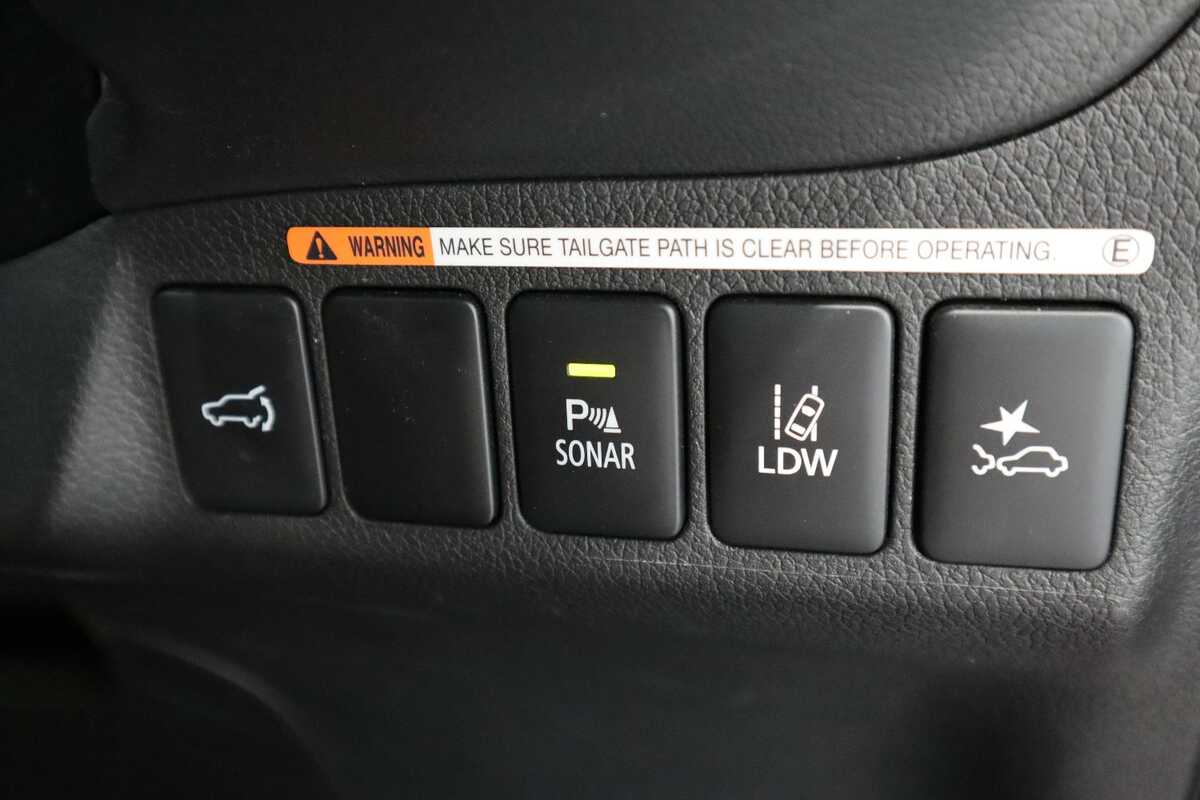 WARNING MAKE SURE TAILGATE PATH IS CLEAR BEFORE OPERATING. E
P
SONAR
LDW